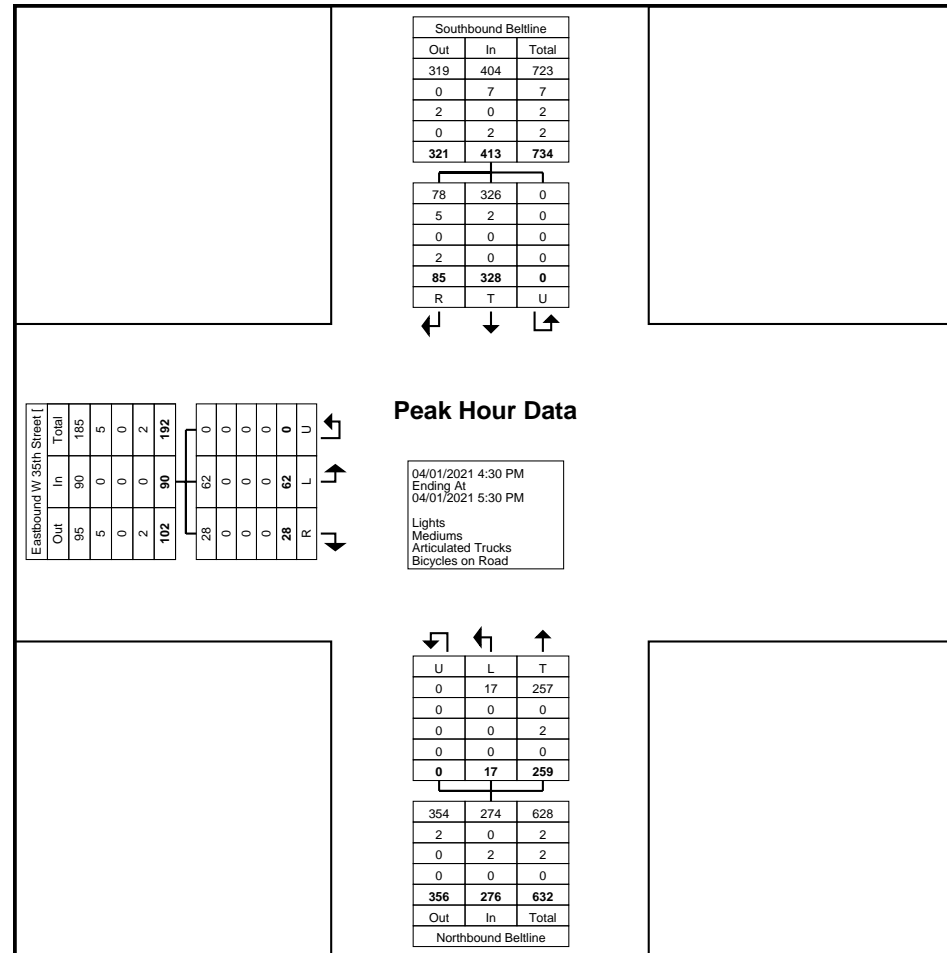 Southbound Beltline
Out In Total
319 404 723
0 7 7
2 0 2
0 2 2
321 413 734
78 326 0
5 2 0
0 0 0
2 0 0
85 328 0
R T U
Eastbound W 35th Street [
Out In Total
95 90 185
5 0 5
0 0 0
2 0 2
102 90 192
28 62 0
0 0 0
0 0 0
0 0 0
28 62 0
R L U
Peak Hour Data
04/01/2021 4:30 PM
Ending At
04/01/2021 5:30 PM
Lights
Mediums
Articulated Trucks
Bicycles on Road
U L T
0 17 257
0 0 0
0 0 2
0 0 0
0 17 259
354 274 628
2 0 2
0 2 2
0 0 0
356 276 632
Out In Total
Northbound Beltline